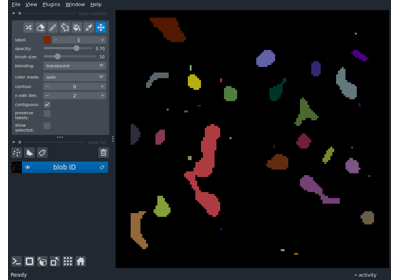 File View Plugins Window Help
label: 1
opacity: 0.70
brush size: 10
blending: translucent
color mode: auto
contour: 0
n edit dim: 2
contiguous:
preserve
labels:
show
selected:
blob ID
Ready
activity